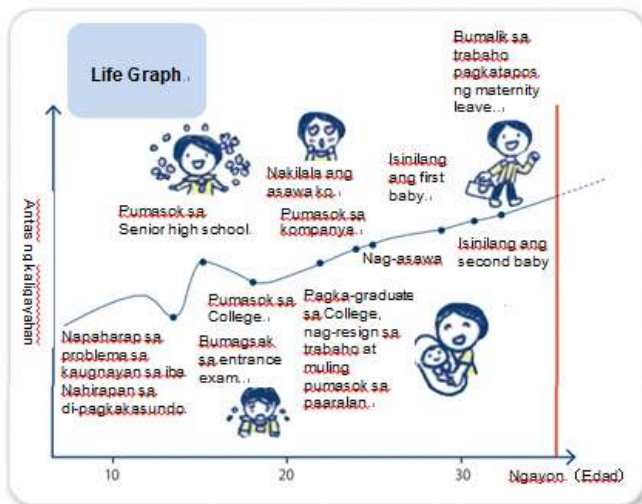 Life Graph
Bumalik sa
trabaho
pagkatapos
ng maternity
leave..
Nakilala ang
asawa ko.
Isinilang
ang first
baby.
Pumasok sa
Senior high school.
Pumasok sa
kompanya.
Nag-asawa
Isinilang ang
second baby
Antas ng kaligayahan
Napaharap sa
problema sa
kaugnayan sa iba
Nahirapan sa
di-pagkakasundo.
Pumasok sa
College.
Bumagsak
sa entrance
exam..
Pagka-graduate
sa College,
nag-resign sa
trabaho at
muling
pumasok sa
paaralan.
10
20
30
Ngayon. (Edad)